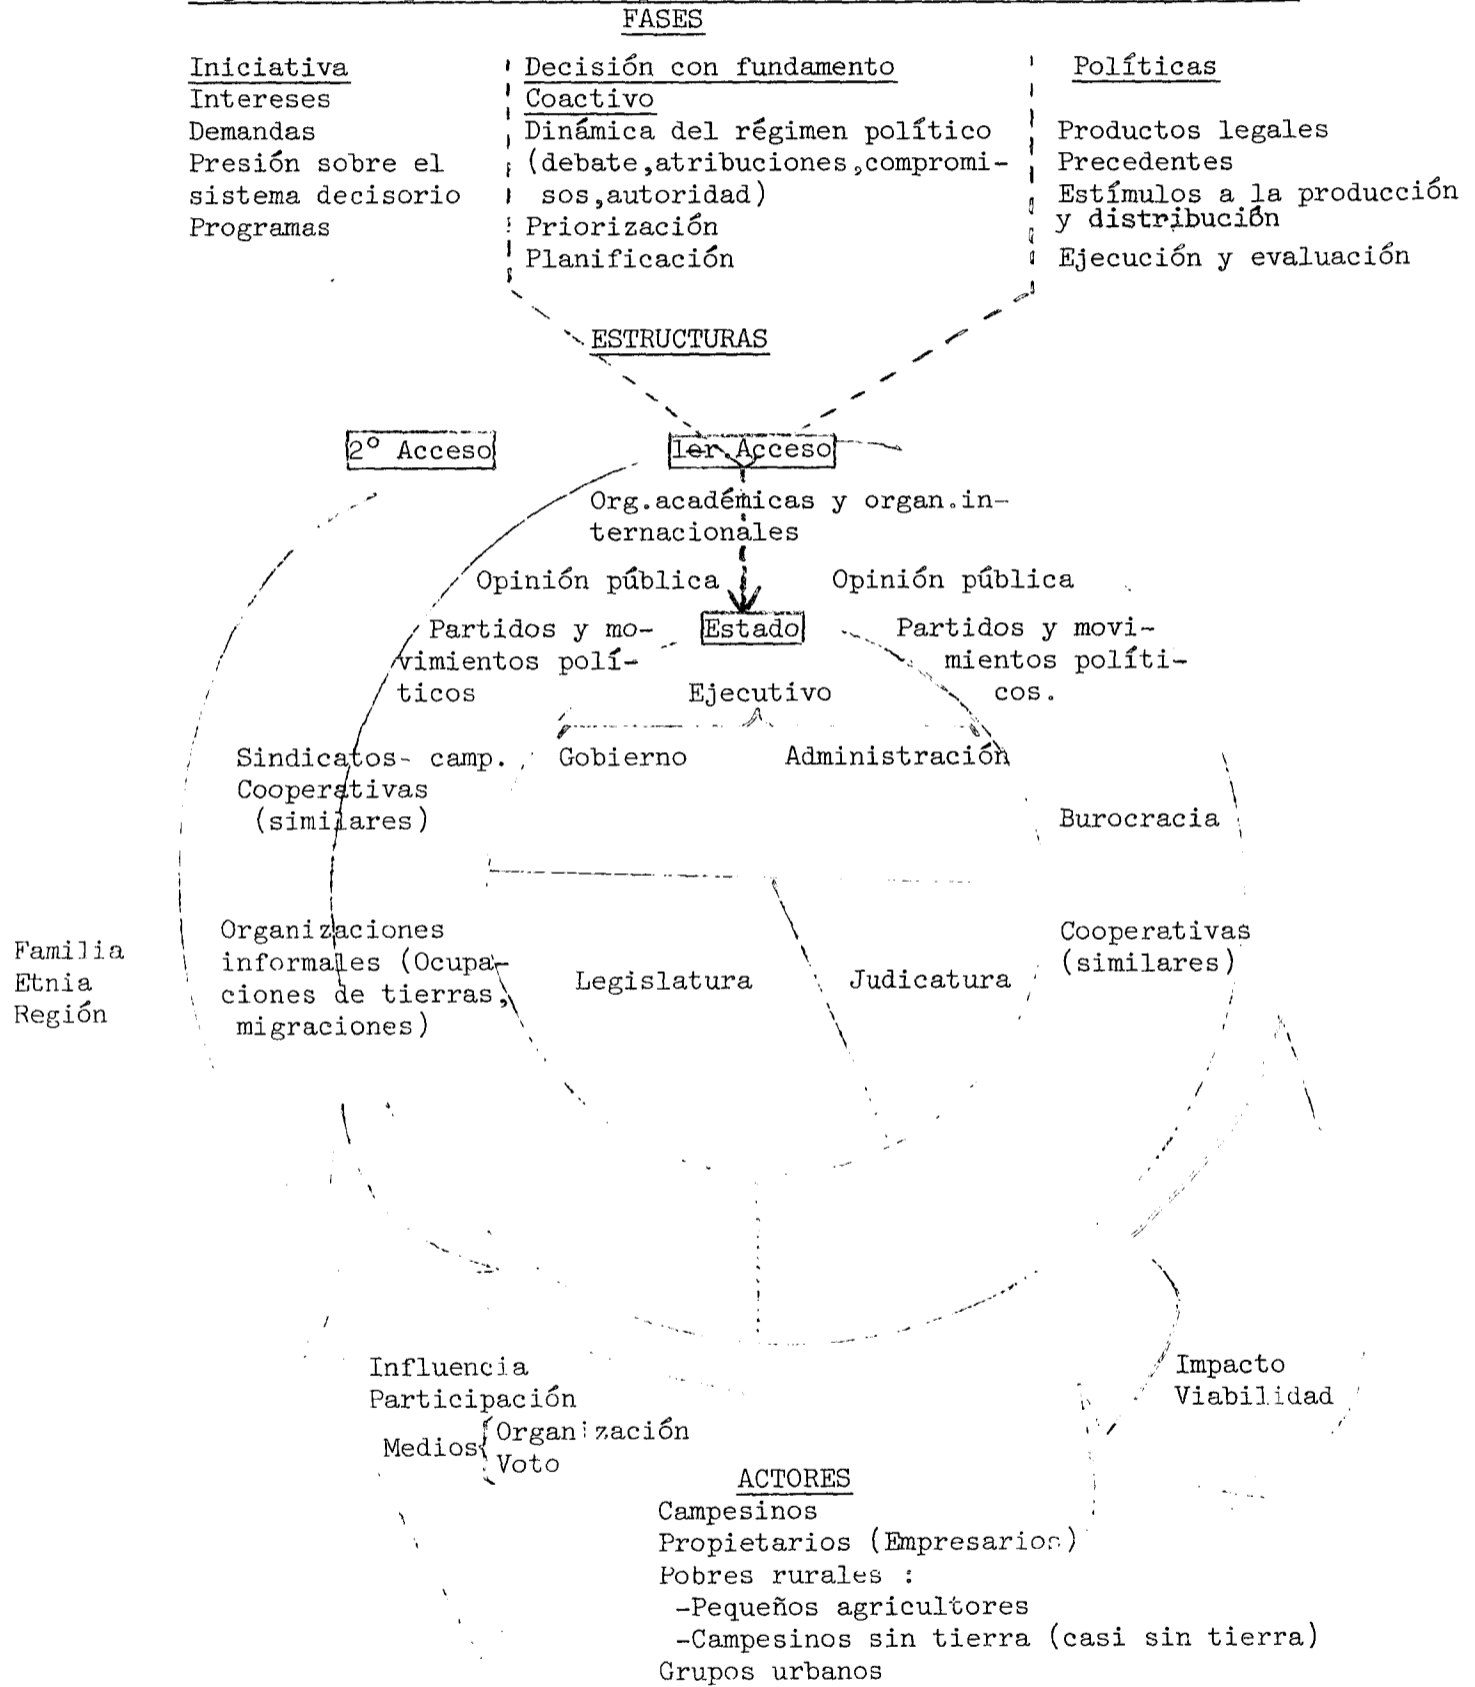 FASES
Iniciativa
Intereses
Demandas
Presión sobre el
sistema decisorio
Programas
Decisión con fundamento
Coactivo
Dinámica del régimen político
(debate,atribuciones,compromi-
sos,autoridad)
Priorización
Planificación
Políticas
Productos legales
Precedentes
Estímulos a la producción
y distribución
Ejecución y evaluación
ESTRUCTURAS
2º Acceso
1er.Acceso
Org.académicas y organ.in-
ternacionales
Opinión pública
Opinión pública
Partidos y mo-
vimientos polí-
ticos
Estado
Partidos y movi-
mientos políti-
cos.
Ejecutivo
Sindicatos- camp.
Cooperativas
(similares)
Gobierno
Administración
Burocracia
Familia
Etnia
Región
Organizaciones
informales (Ocupa-
ciones de tierras,
migraciones)
Legislatura
Judicatura
Cooperativas
(similares)
Influencia
Participación
Medios{
Organización
Voto
Impacto
Viabilidad
ACTORES
Campesinos
Propietarios (Empresarios)
Pobres rurales :
-Pequeños agricultores
-Campesinos sin tierra (casi sin tierra)
Grupos urbanos